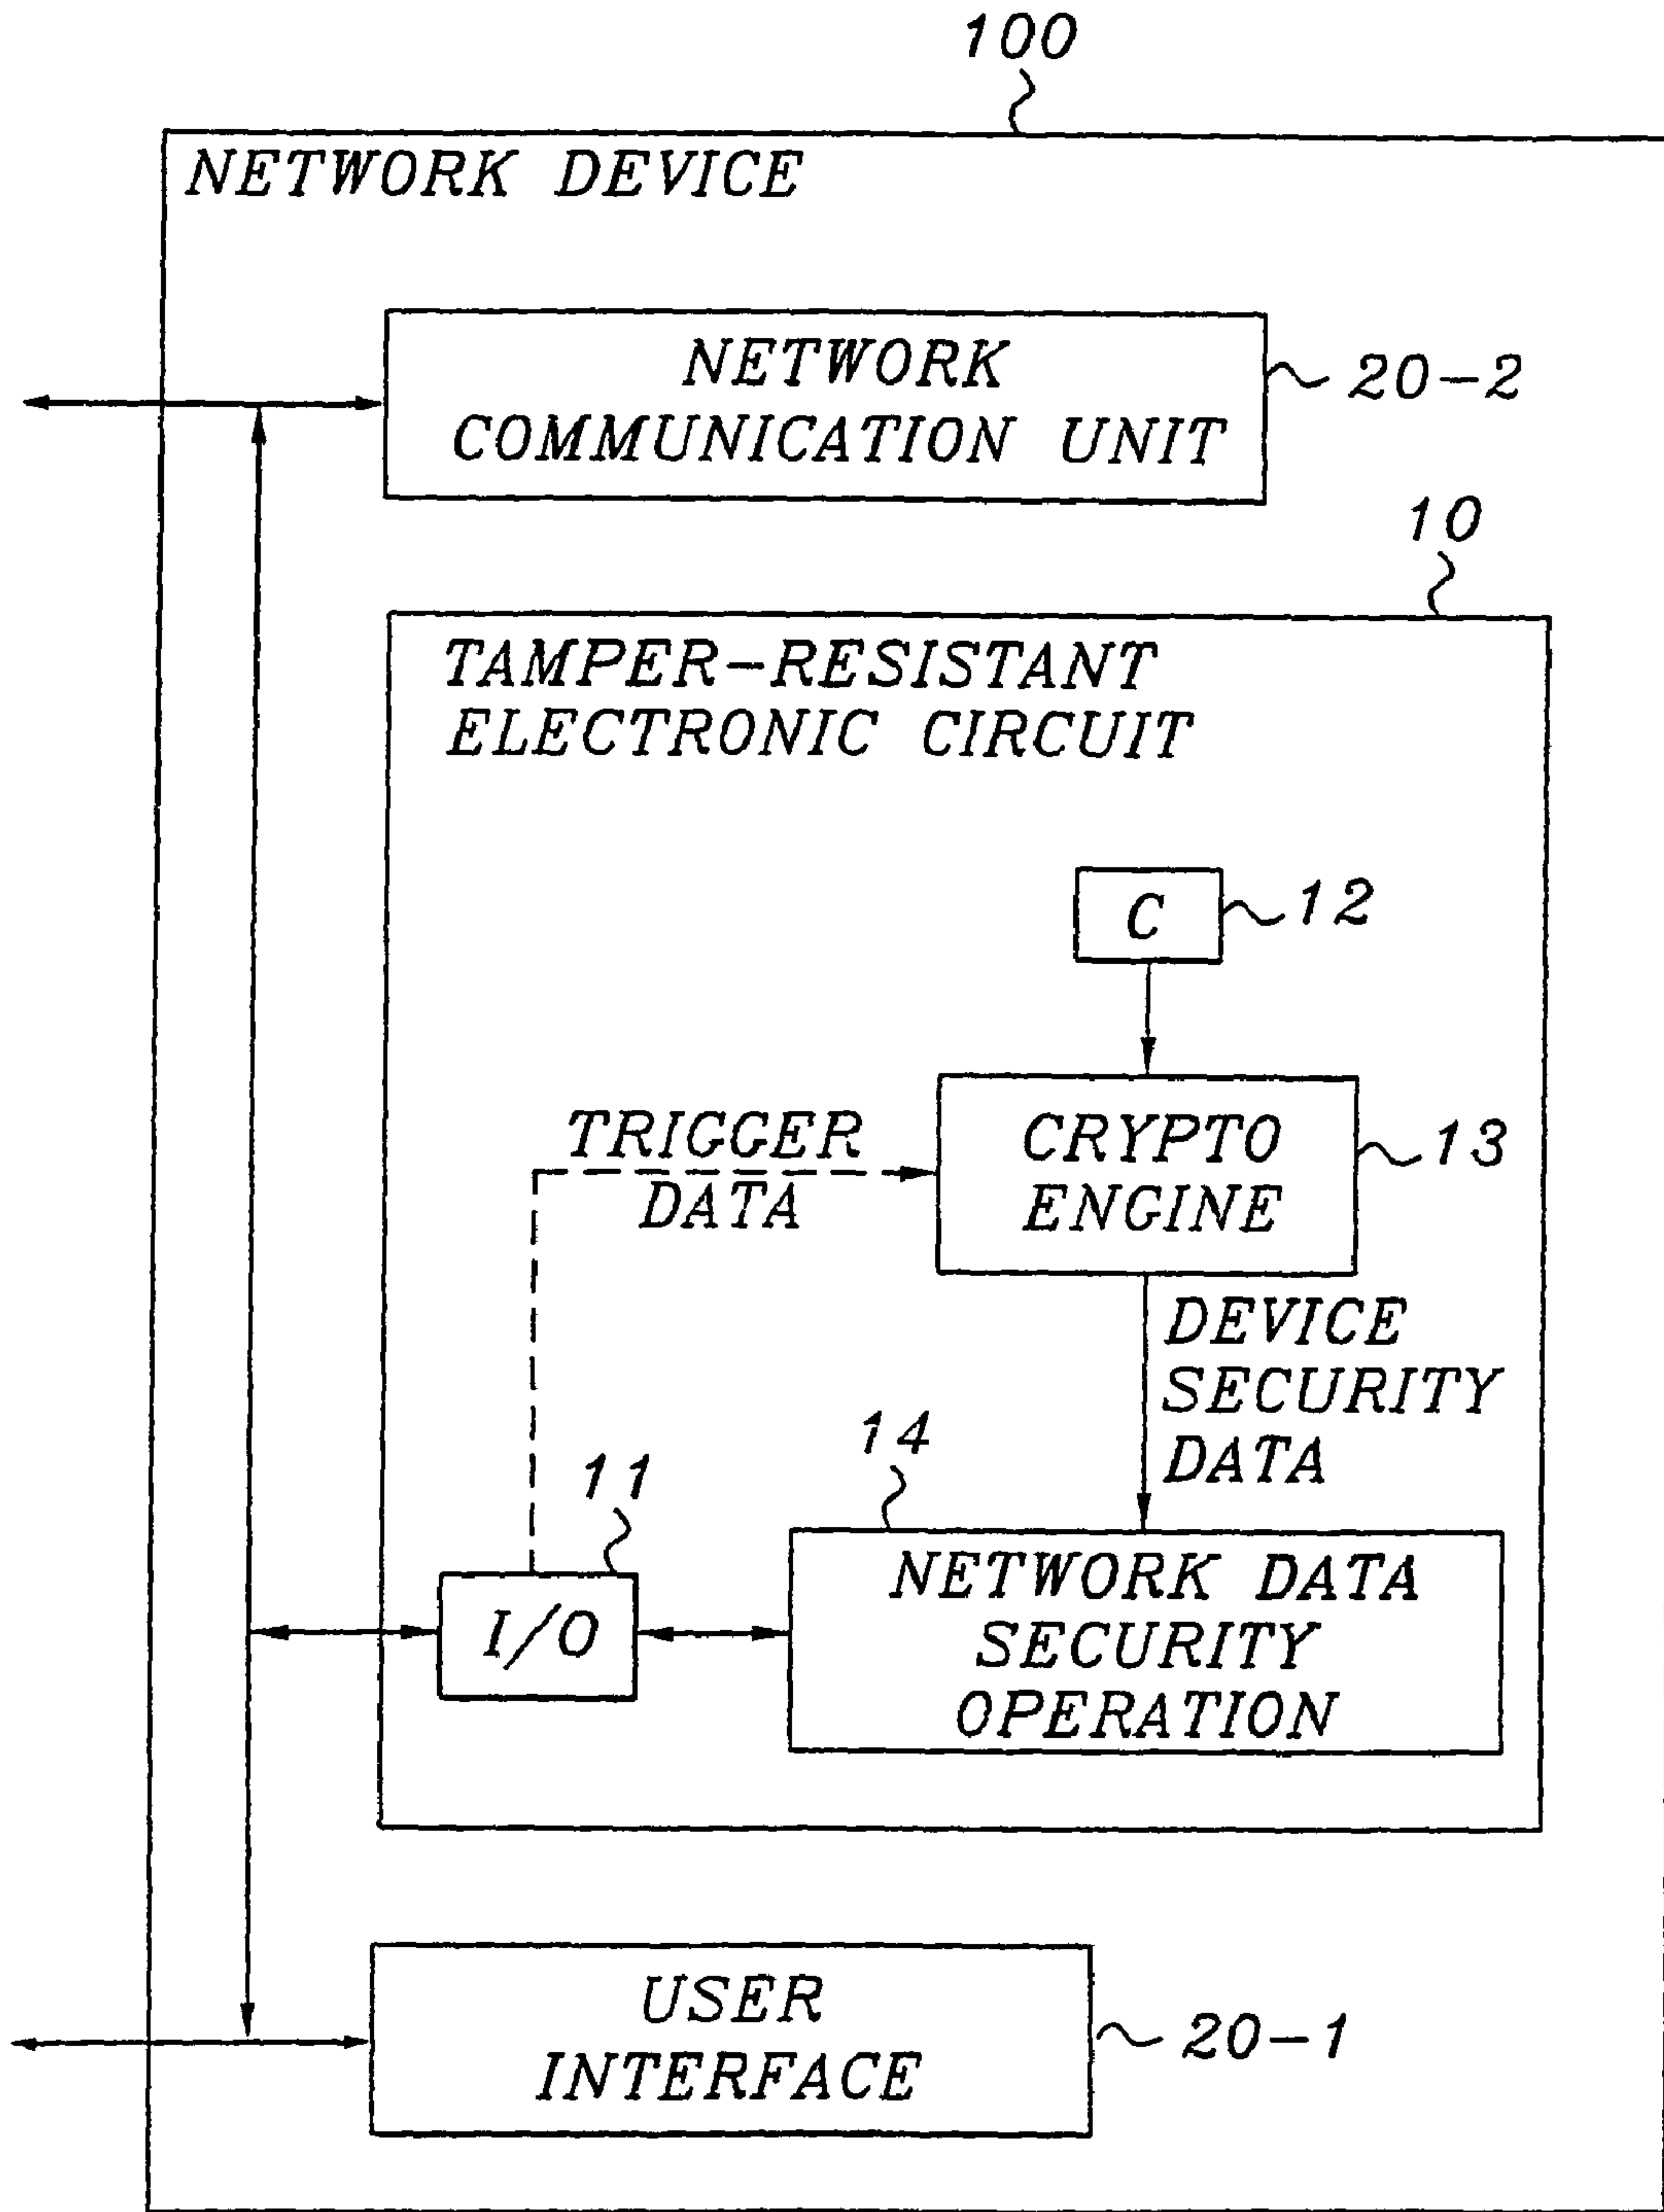 100
NETWORK DEVICE
NETWORK
COMMUNICATION UNIT
20-2
10
TAMPER-RESISTANT
ELECTRONIC CIRCUIT
C
12
TRIGGER
DATA
CRYPTO
ENGINE
13
DEVICE
SECURITY
DATA
14
11
I/O
NETWORK DATA
SECURITY
OPERATION
USER
INTERFACE
20-1